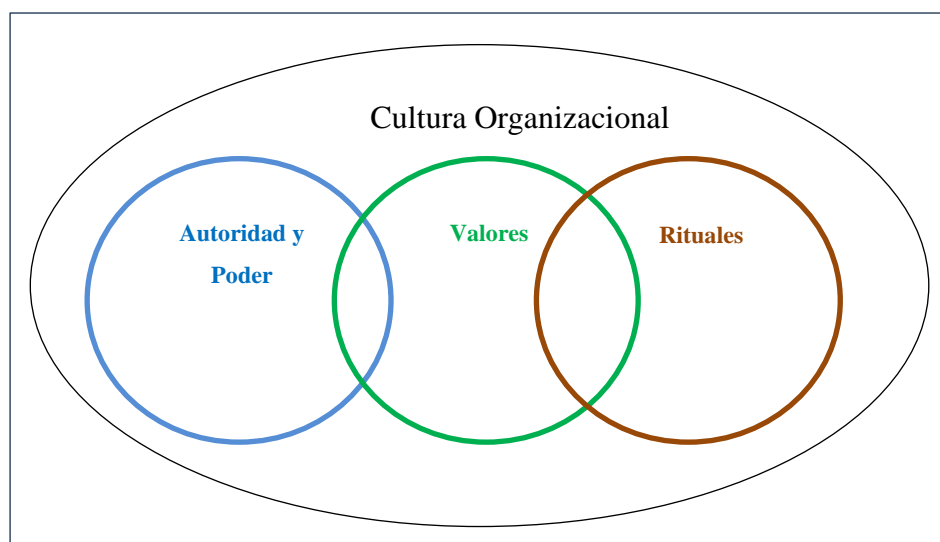 Cultura Organizacional
Autoridad y
Poder
Valores
Rituales